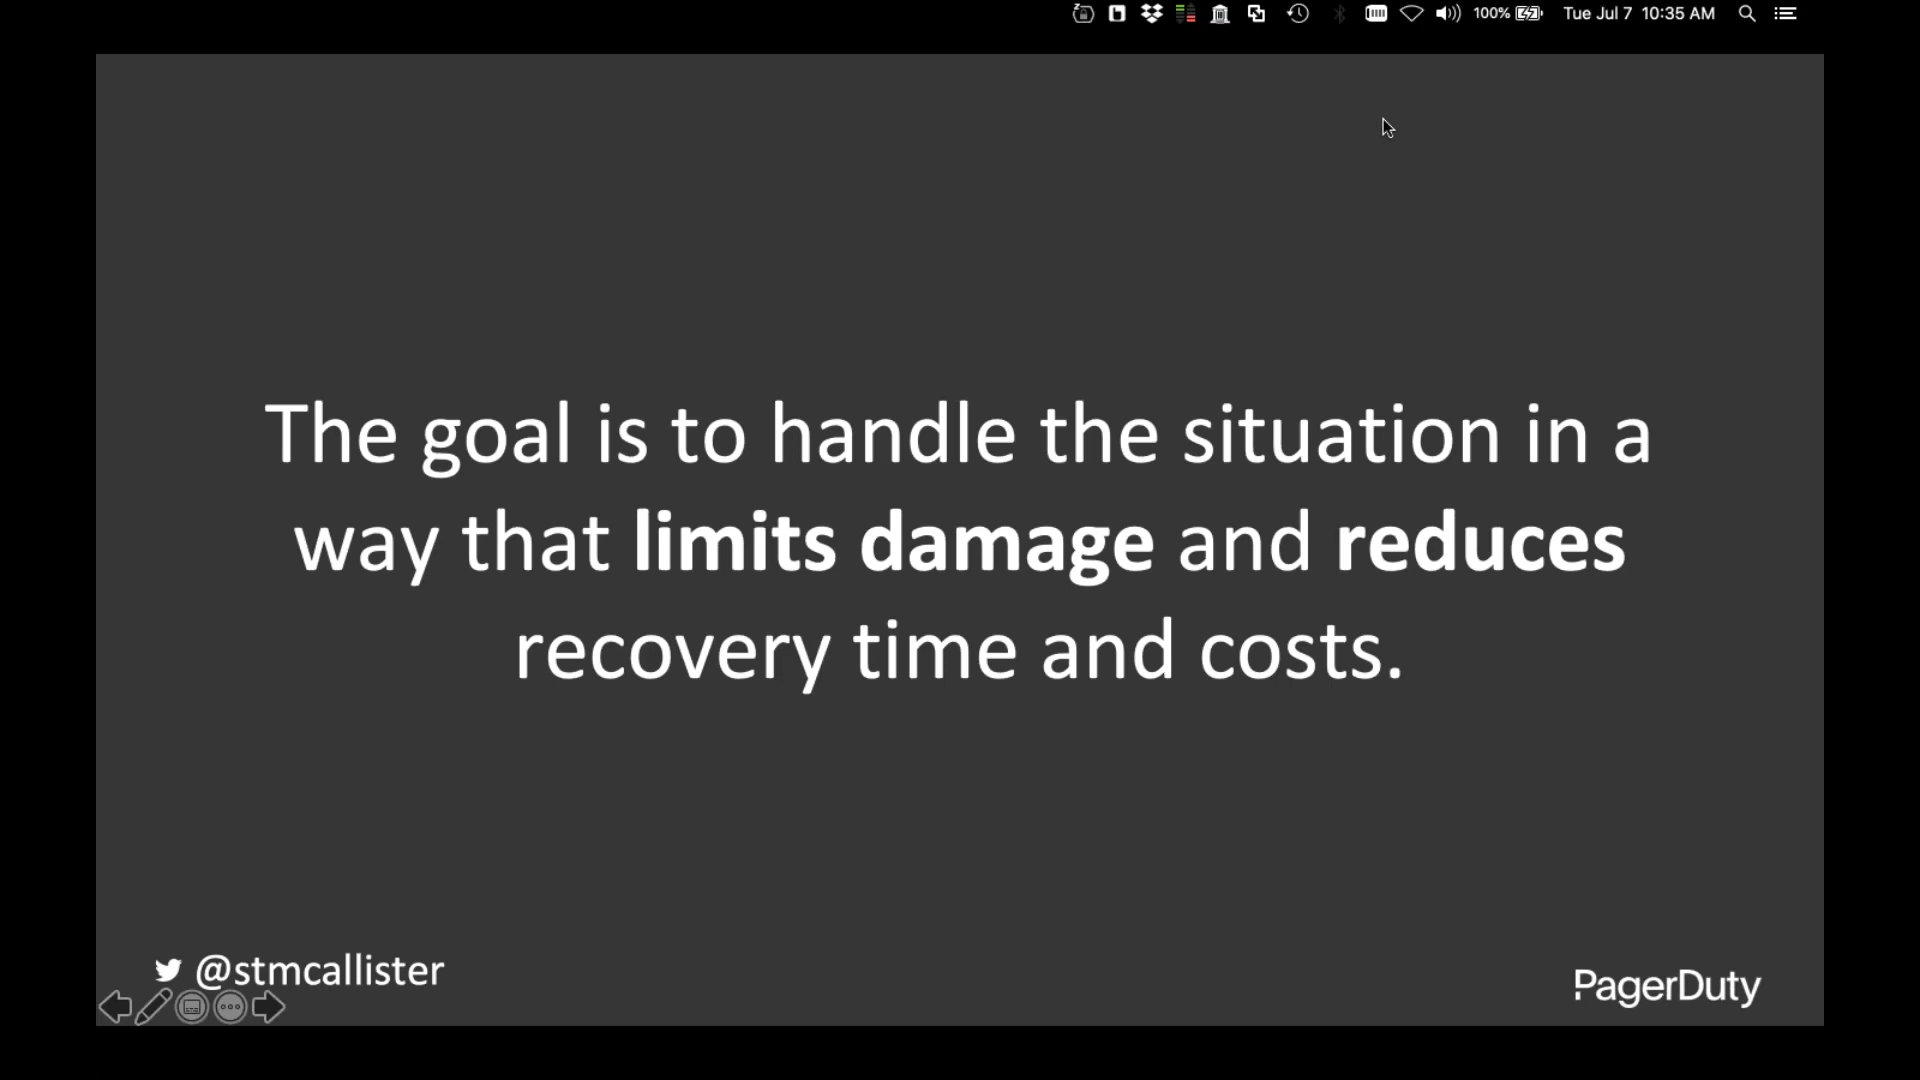 100% Tue Jul 7 10:35 AM
The goal is to handle the situation in a
way that limits damage and reduces
recovery time and costs.
@stmcallister
PagerDuty